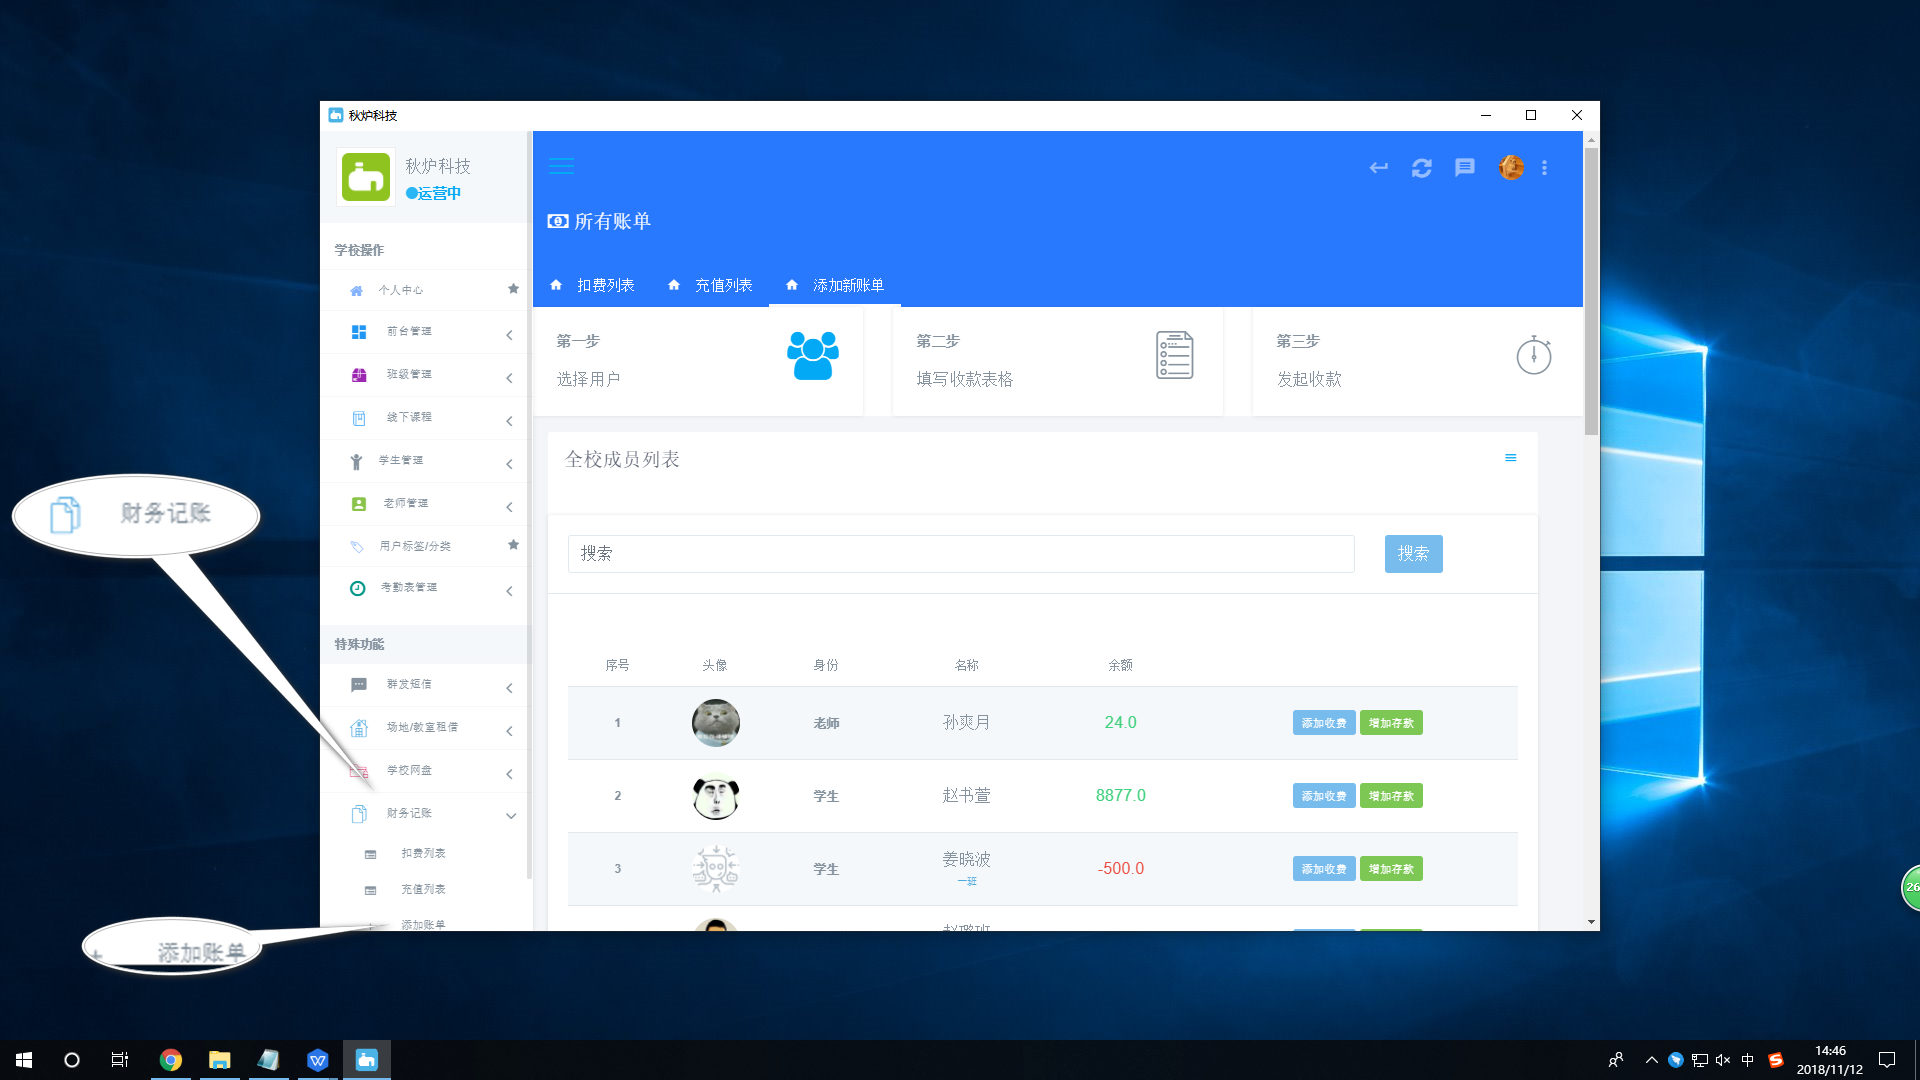 秋炉科技
秋炉科技
运营中
学校操作
个人中心
前台管理
班级管理
线下课程
学生管理
老师管理
用户标签/分类
考勤表管理
特殊功能
群发短信
场地/教室租借
学校网盘
财务记账
扣费列表
充值列表
添加账单
财务记账
添加账单
所有账单
扣费列表 充值列表 添加新账单
第一步
选择用户
第二步
填写收款表格
第三步
发起收款
全校成员列表
搜索 搜索
序号 头像 身份 名称 余额
1 老师 孙爽月 24.0 添加收费 增加存款
2 学生 赵书萱 8877.0 添加收费 增加存款
3 学生 姜晓波 -500.0 添加收费 增加存款
一班
26
中
14:46
2018/11/12